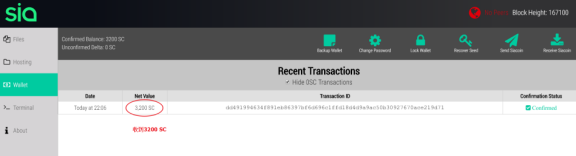 sia
Block Height: 167100
Files
Hosting
Wallet
Terminal
About
Confirmed Balance: 3200 SC
Unconfirmed Delta: 0 SC
Backup Wallet
Change Password
Lock Wallet
Recover Seed
Send Siacoin
Receive Siacoin
Recent Transactions
Hide 0SC Transactions
Date
Net Value
Transaction ID
Confirmation Status
Today at 22:06
3,200 SC
Confirmed
收到3200 SC